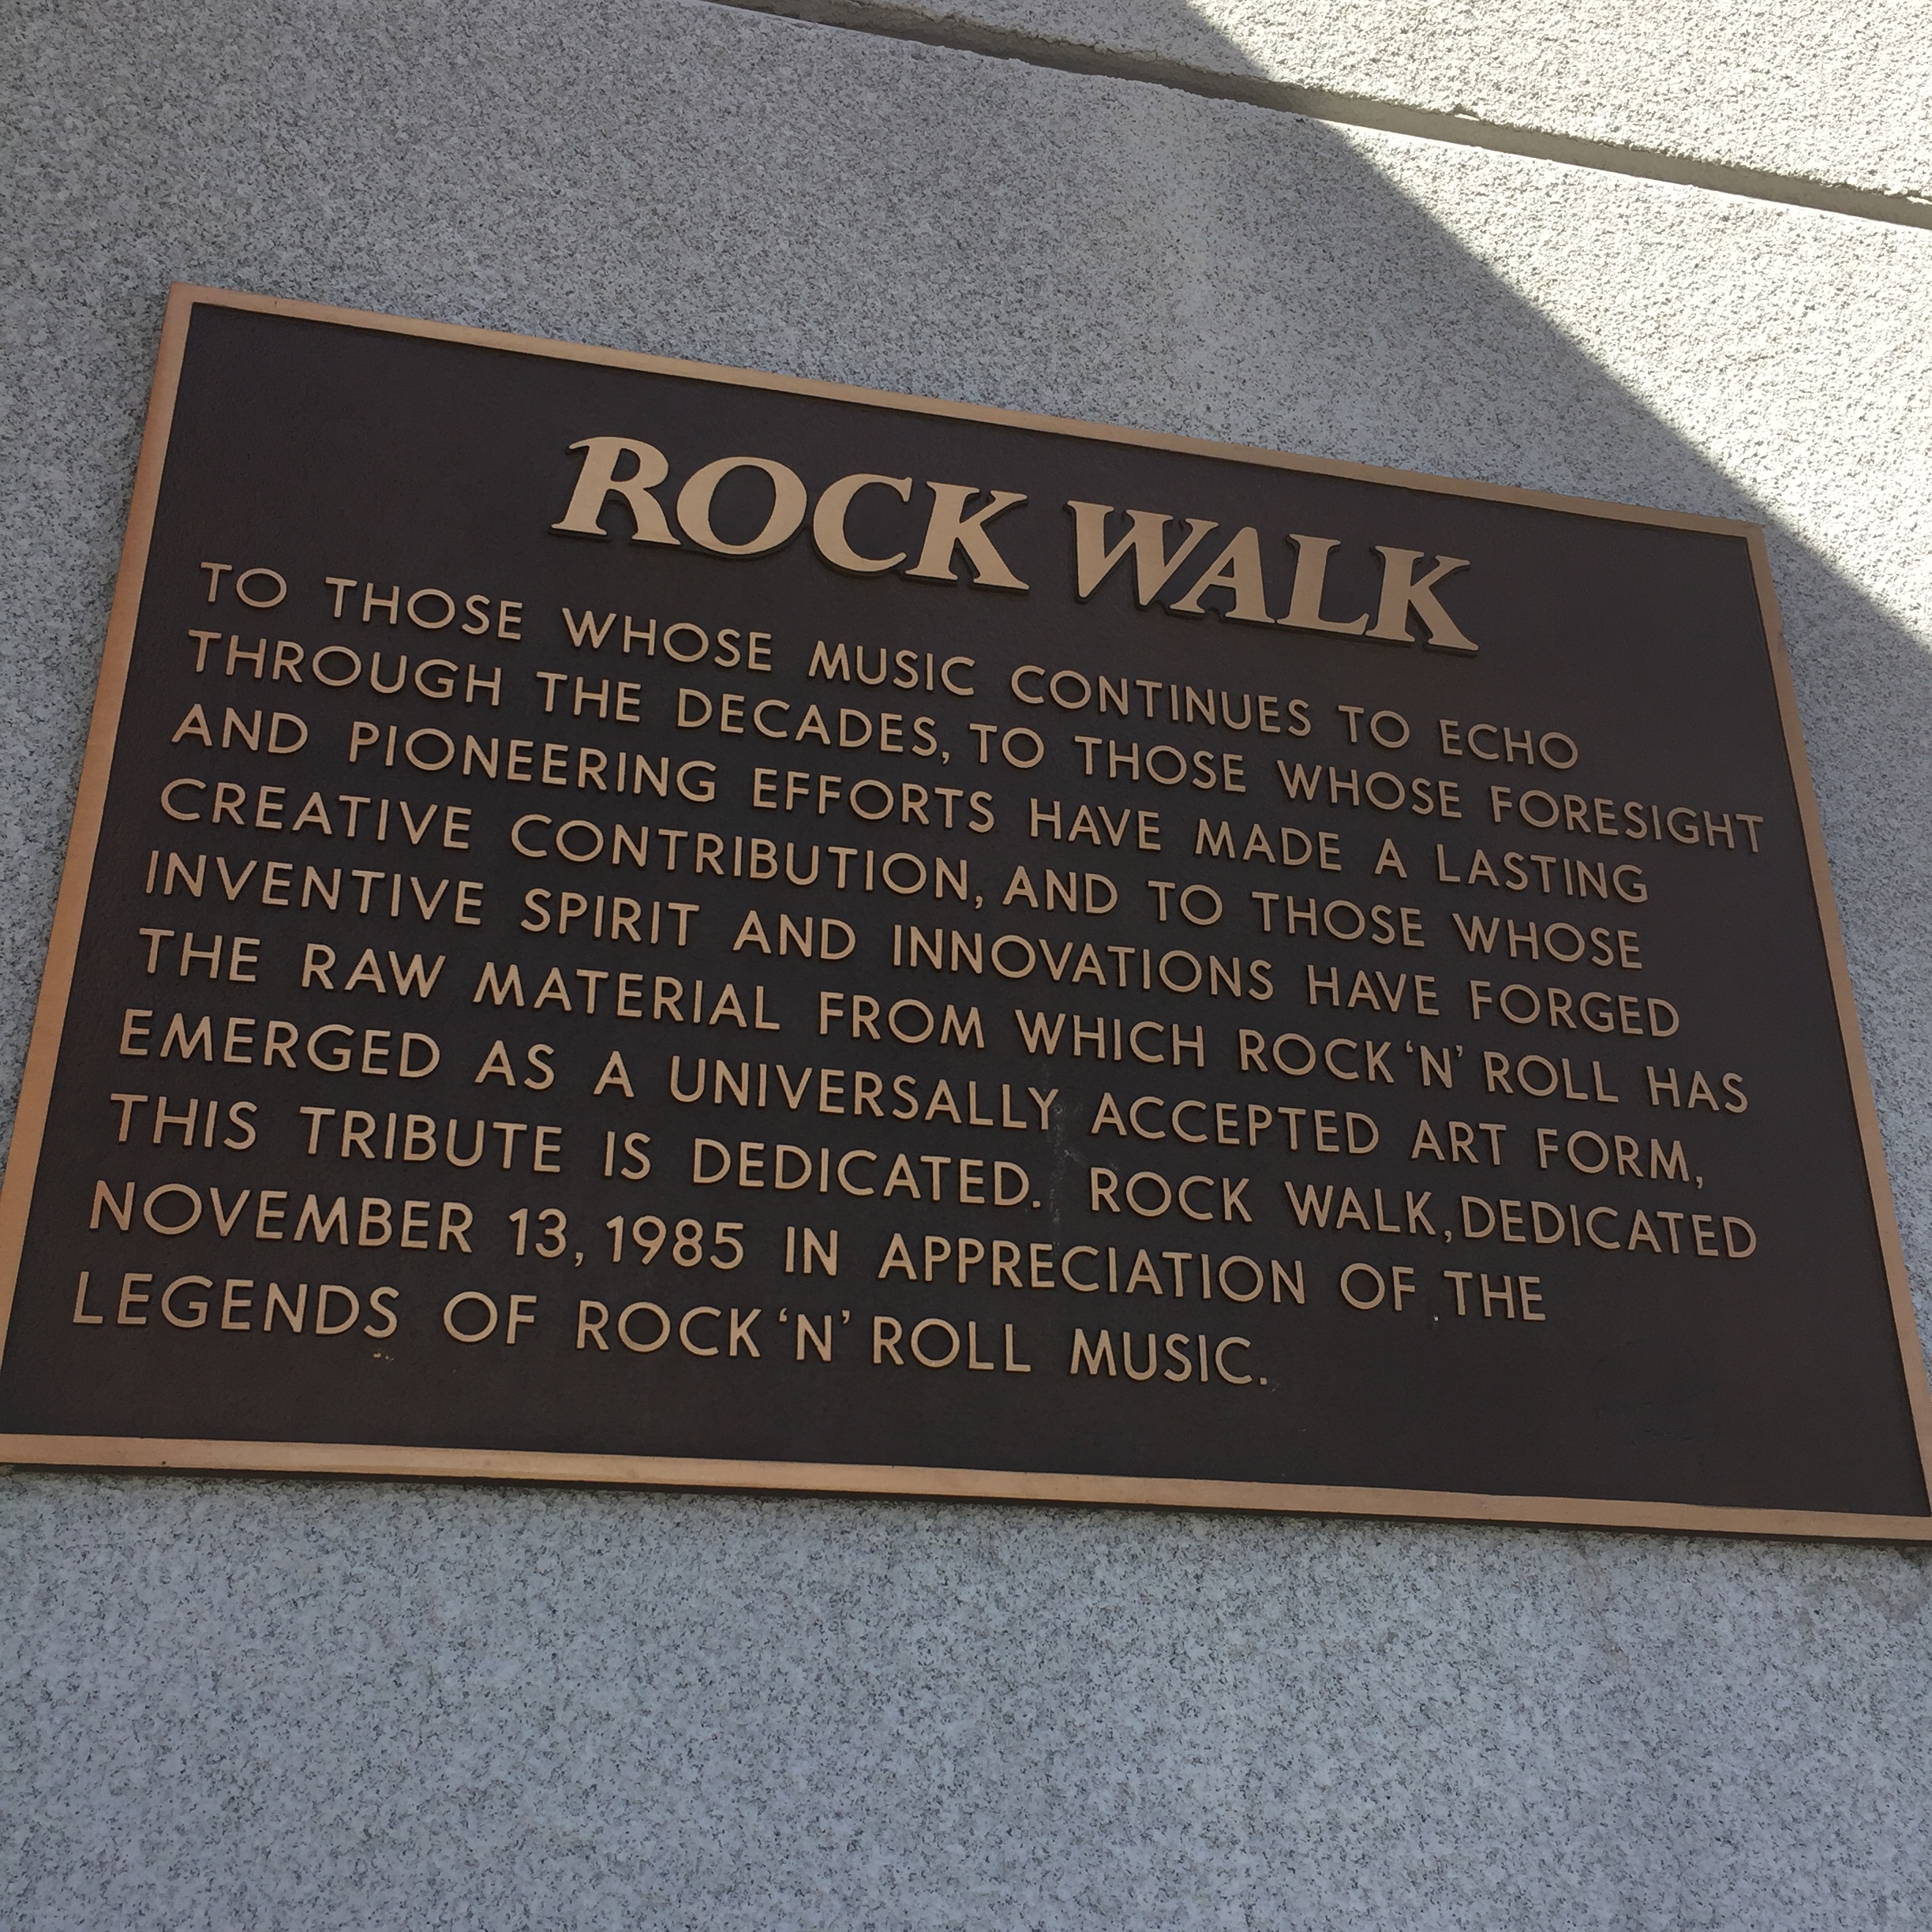 ROCK WALK
TO THOSE WHOSE MUSIC CONTINUES TO ECHO
THROUGH THE DECADES, TO THOSE WHOSE FORESIGHT
AND PIONEERING EFFORTS HAVE MADE A LASTING
CREATIVE CONTRIBUTION, AND TO THOSE WHOSE
INVENTIVE SPIRIT AND INNOVATIONS HAVE FORGED
THE RAW MATERIAL FROM WHICH ROCK ‘N’ ROLL HAS
EMERGED AS A UNIVERSALLY ACCEPTED ART FORM,
THIS TRIBUTE IS DEDICATED. ROCK WALK, DEDICATED
NOVEMBER 13, 1985 IN APPRECIATION OF THE
LEGENDS OF ROCK ‘N’ ROLL MUSIC.